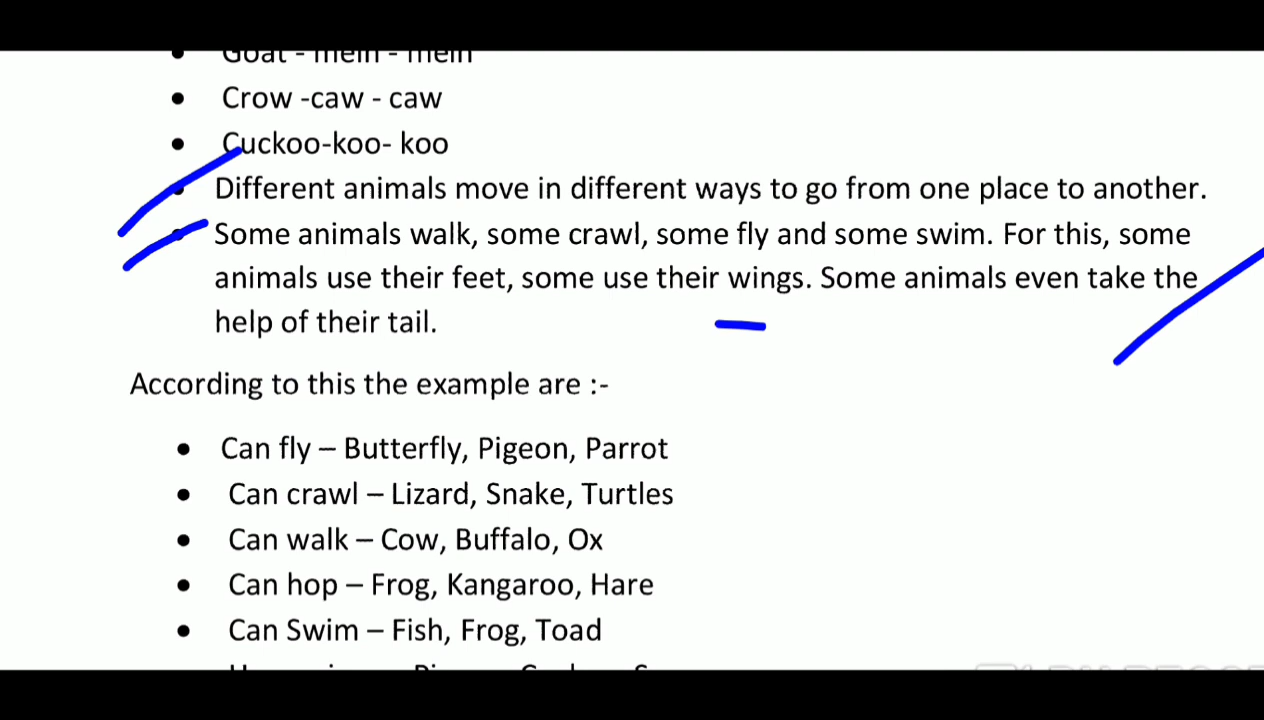 • Goat - mein - mein
• Crow -caw - caw
• Cuckoo-koo- koo
• Different animals move in different ways to go from one place to another.
• Some animals walk, some crawl, some fly and some swim. For this, some
animals use their feet, some use their wings. Some animals even take the
help of their tail.
According to this the example are :-
• Can fly – Butterfly, Pigeon, Parrot
• Can crawl – Lizard, Snake, Turtles
• Can walk – Cow, Buffalo, Ox
• Can hop – Frog, Kangaroo, Hare
• Can Swim – Fish, Frog, Toad